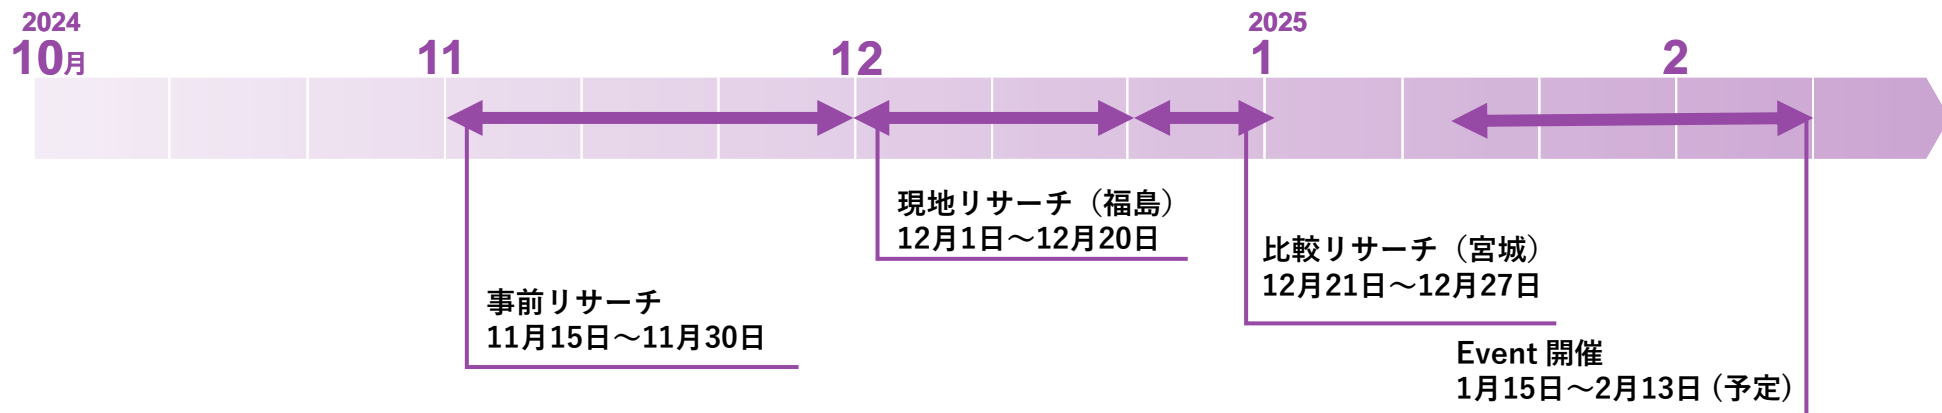 2024
10月
11
12
2025
1
2
現地リサーチ（福島）
12月1日～12月20日
比較リサーチ（宮城）
12月21日～12月27日
事前リサーチ
11月15日～11月30日
Event 開催
1月15日～2月13日（予定）